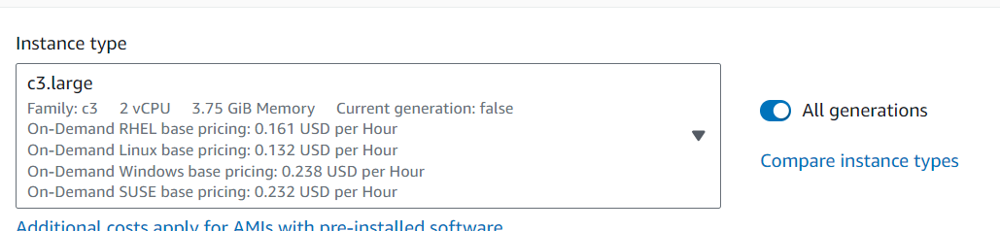 Instance type
c3.large
Family: c3 2 vCPU 3.75 GiB Memory Current generation: false
On-Demand RHEL base pricing: 0.161 USD per Hour
On-Demand Linux base pricing: 0.132 USD per Hour
On-Demand Windows base pricing: 0.238 USD per Hour
On-Demand SUSE base pricing: 0.232 USD per Hour
All generations
Compare instance types
Additional costs apply for AMIs with pre-installed software